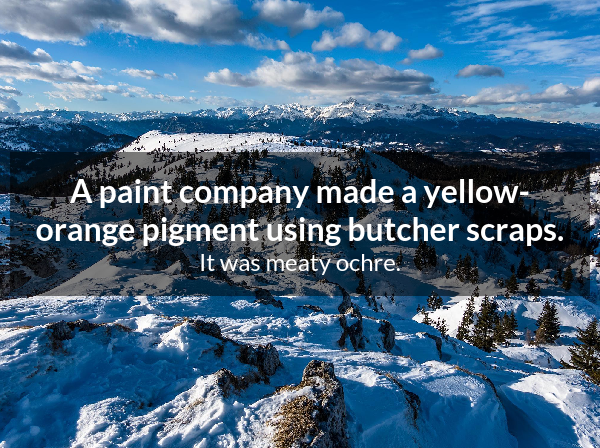 A paint company made a yellow-
orange pigment using butcher scraps.
It was meaty ochre.